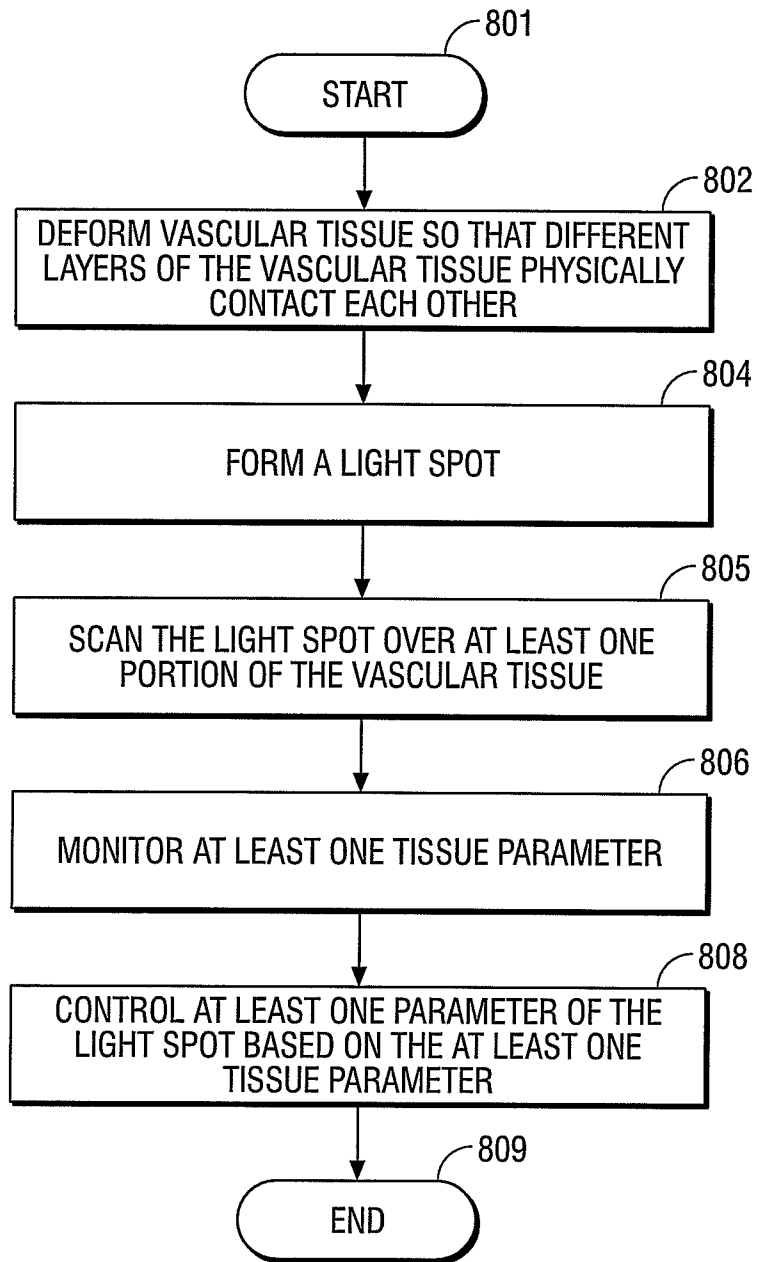 801
START
802
DEFORM VASCULAR TISSUE SO THAT DIFFERENT
LAYERS OF THE VASCULAR TISSUE PHYSICALLY
CONTACT EACH OTHER
804
FORM A LIGHT SPOT
805
SCAN THE LIGHT SPOT OVER AT LEAST ONE
PORTION OF THE VASCULAR TISSUE
806
MONITOR AT LEAST ONE TISSUE PARAMETER
808
CONTROL AT LEAST ONE PARAMETER OF THE
LIGHT SPOT BASED ON THE AT LEAST ONE
TISSUE PARAMETER
809
END